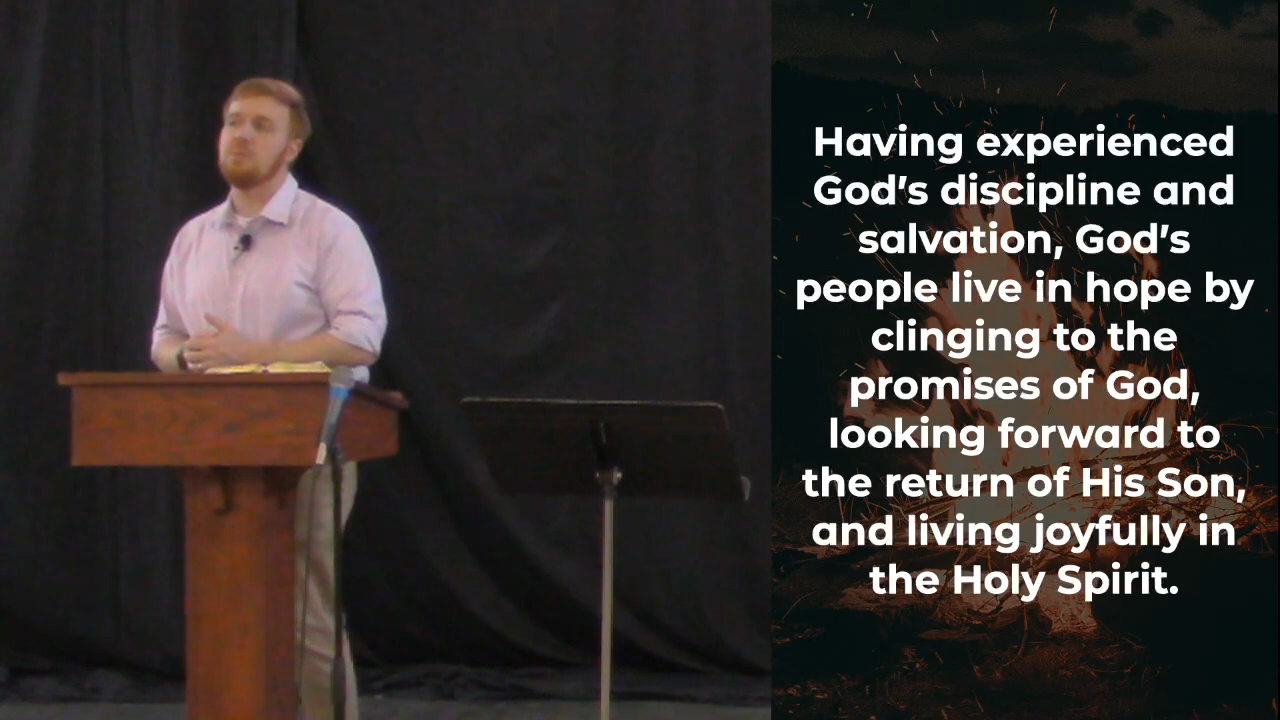 Having experienced
God's discipline and
salvation, God's
people live in hope by
clinging to the
promises of God,
looking forward to
the return of His Son,
and living joyfully in
the Holy Spirit.